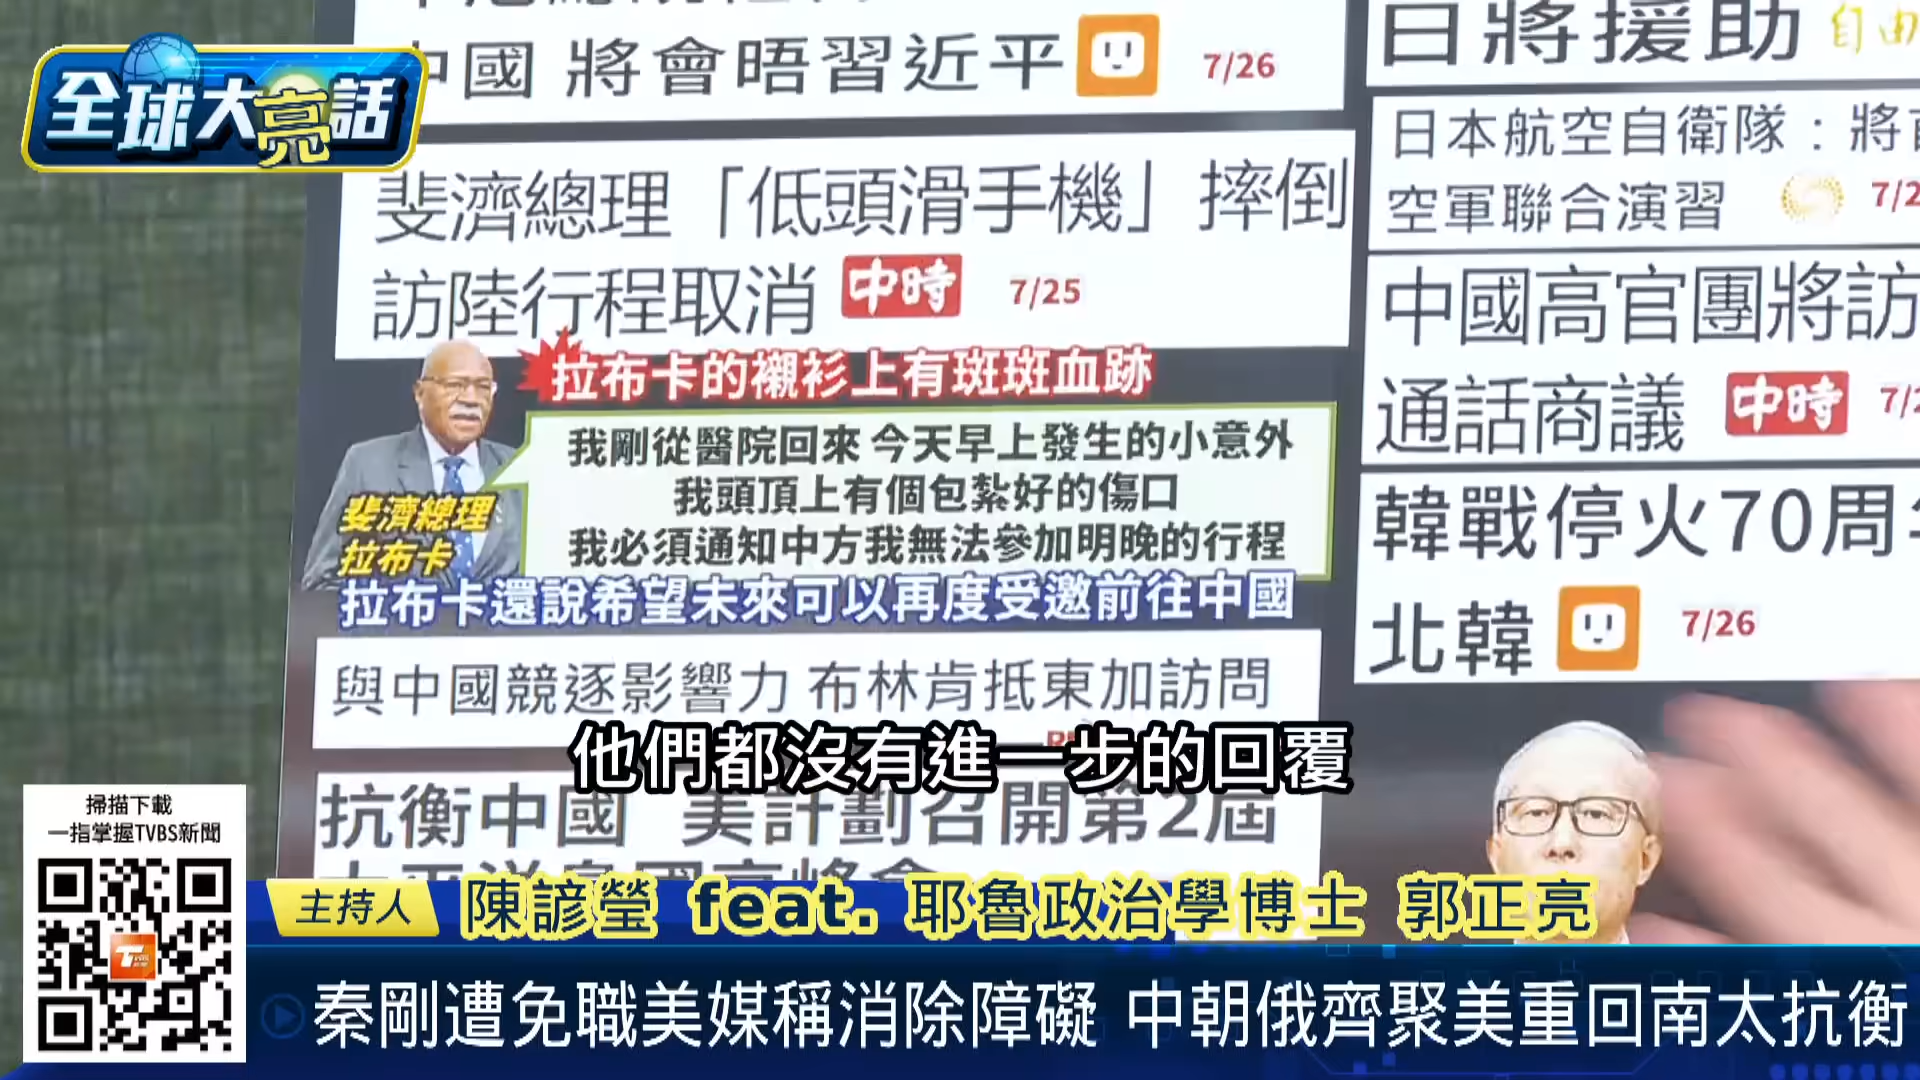 全球大亮話
中國 將會晤習近平 7/26
斐濟總理「低頭滑手機」摔倒
訪陸行程取消 中時 7/25
拉布卡的襯衫上有斑斑血跡
我剛從醫院回來 今天早上發生的小意外
我頭頂上有個包紮好的傷口
我必須通知中方我無法參加明晚的行程
斐濟總理
拉布卡
拉布卡還說希望未來可以再度受邀前往中國
與中國競逐影響力 布林肯抵東加訪問
抗衡中國 美計劃召開第2屆
日將援助 自由
日本航空自衛隊：將
空軍聯合演習
中國高官團將訪
通話商議 中時
韓戰停火70周
北韓 7/26
他們都沒有進一步的回覆
掃描下載
一指掌握TVBS新聞
主持人 陳諺瑩 feat. 耶魯政治學博士 郭正亮
秦剛遭免職美媒稱消除障礙 中朝俄齊聚美重回南太抗衡